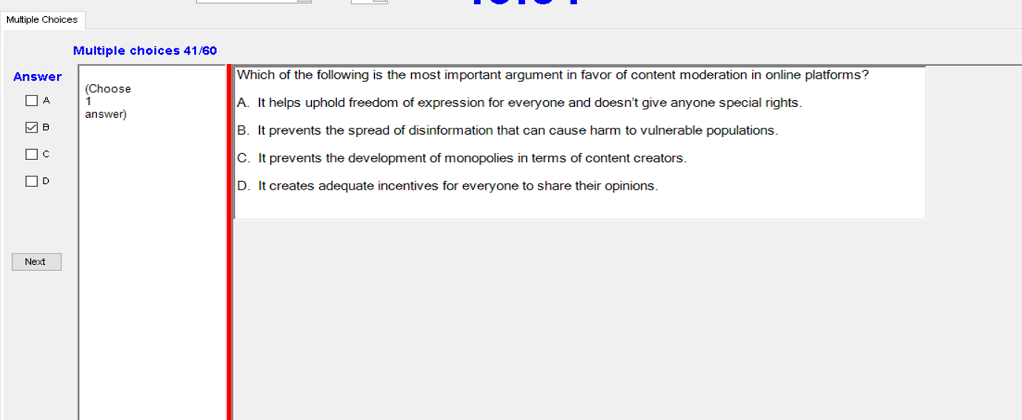 Multiple Choices
Multiple choices 41/60
Answer
A
B
C
D
Next
(Choose
1
answer)
Which of the following is the most important argument in favor of content moderation in online platforms?
A. It helps uphold freedom of expression for everyone and doesn't give anyone special rights.
B. It prevents the spread of disinformation that can cause harm to vulnerable populations.
C. It prevents the development of monopolies in terms of content creators.
D. It creates adequate incentives for everyone to share their opinions.